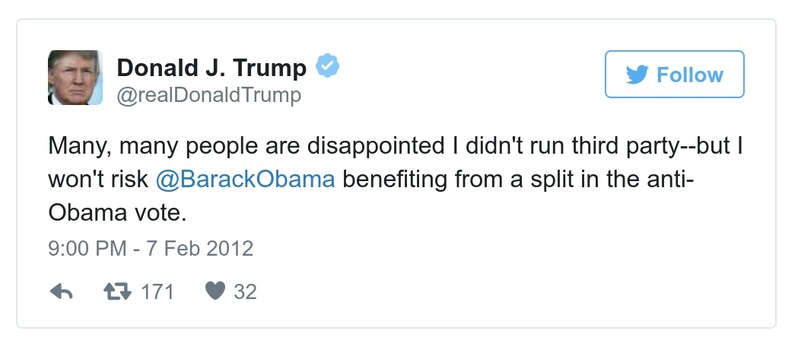 Donald J. Trump
@realDonaldTrump
Follow
Many, many people are disappointed I didn't run third party--but I
won't risk @BarackObama benefiting from a split in the anti-
Obama vote.
9:00 PM - 7 Feb 2012
171 32